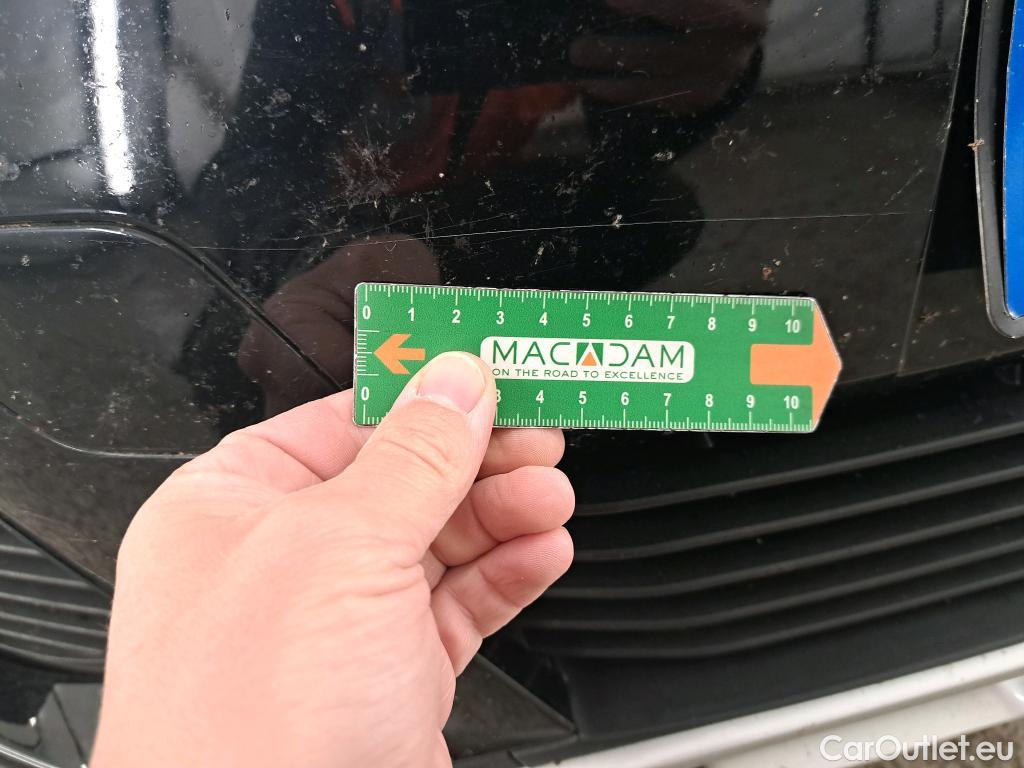 0 1 2 3 4 5 6 7 8 9 10
MACADAM
ON THE ROAD TO EXCELLENCE
0 3 4 5 6 7 8 9 10
CarOutlet.eu